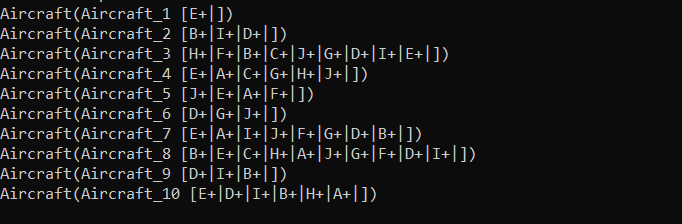 Aircraft(Aircraft_1 [E+|])
Aircraft(Aircraft_2 [B+|I+|D+|])
Aircraft(Aircraft_3 [H+|F+|B+|C+|J+|G+|D+|I+|E+|])
Aircraft(Aircraft_4 [E+|A+|C+|G+|H+|J+|])
Aircraft(Aircraft_5 [J+|E+|A+|F+|])
Aircraft(Aircraft_6 [D+|G+|J+|])
Aircraft(Aircraft_7 [E+|A+|I+|J+|F+|G+|D+|B+|])
Aircraft(Aircraft_8 [B+|E+|C+|H+|A+|J+|G+|F+|D+|I+|])
Aircraft(Aircraft_9 [D+|I+|B+|])
Aircraft(Aircraft_10 [E+|D+|I+|B+|H+|A+|])